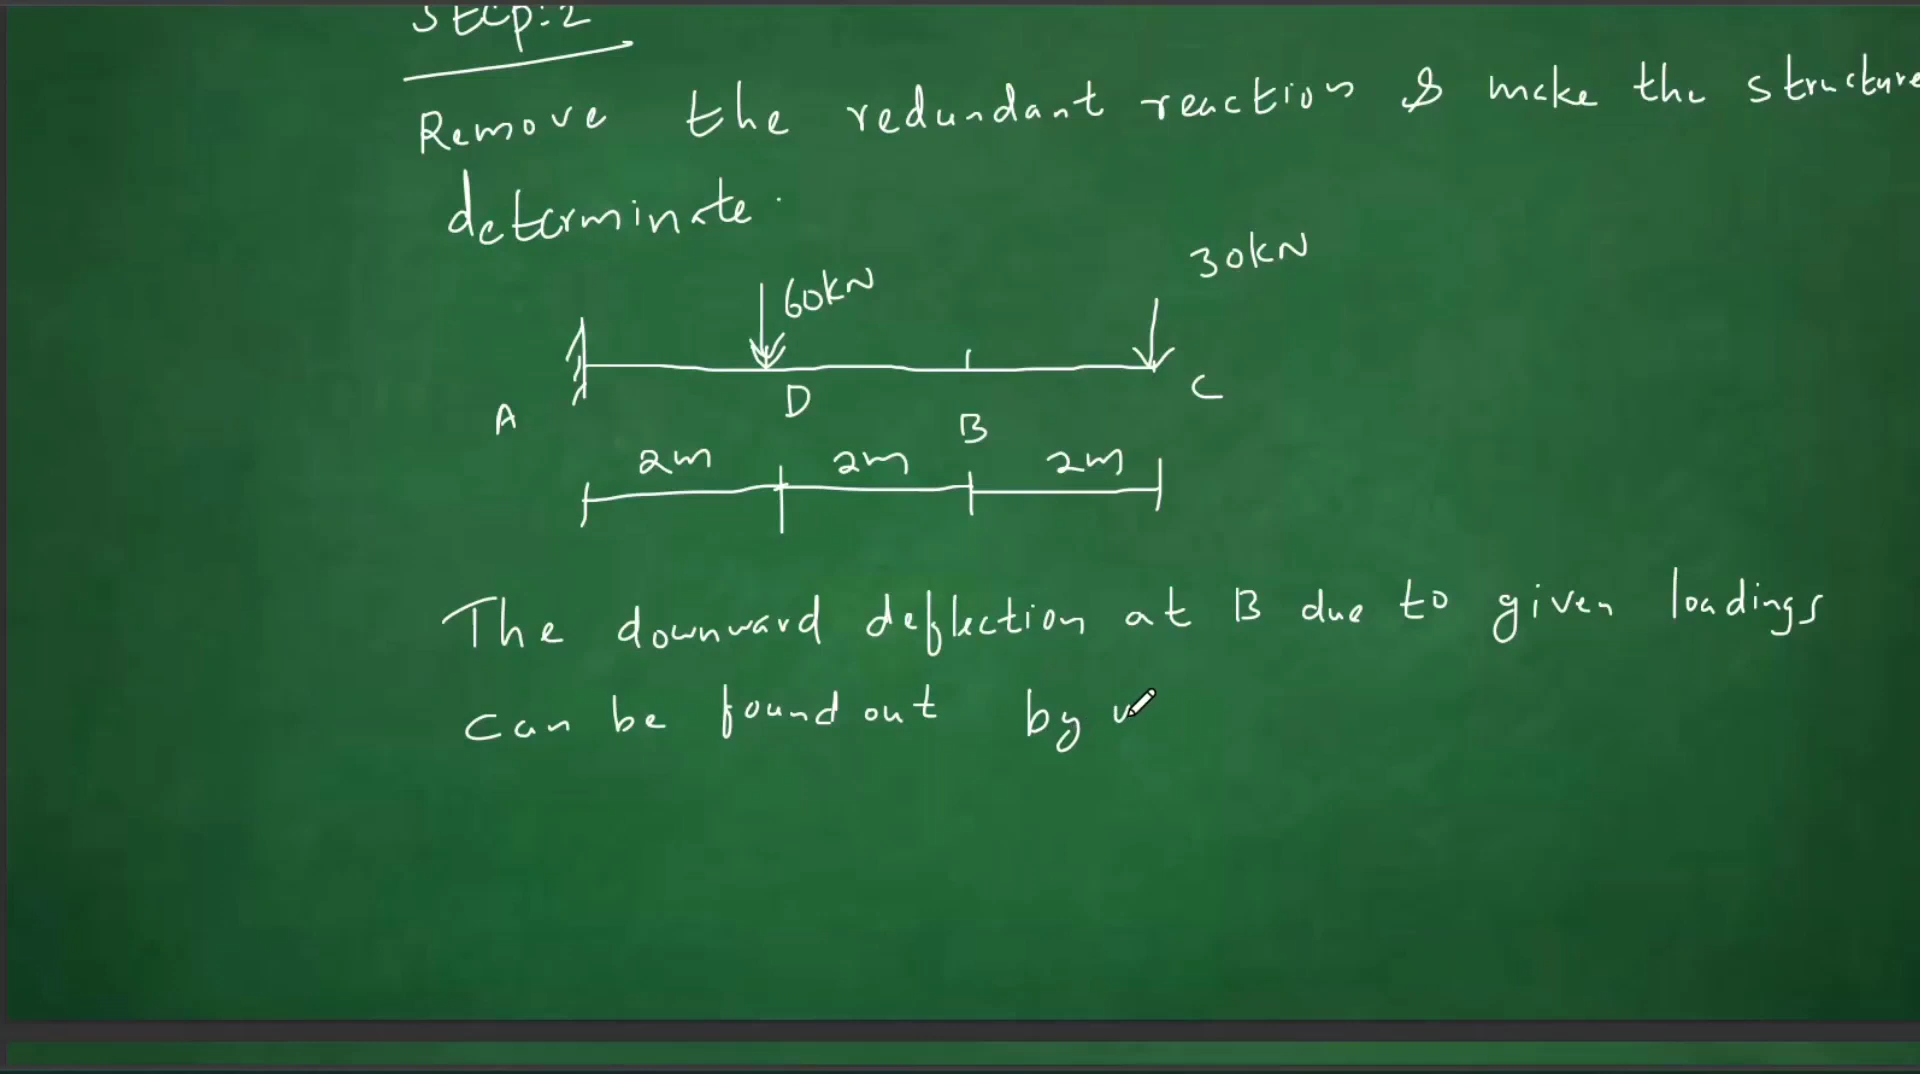 Step:2
Remove the redundant reaction & make the structure
determinate.
30kN
60kN
A D B C
2m 2m 2m
The downward deflection at B due to given loadings
can be found out by